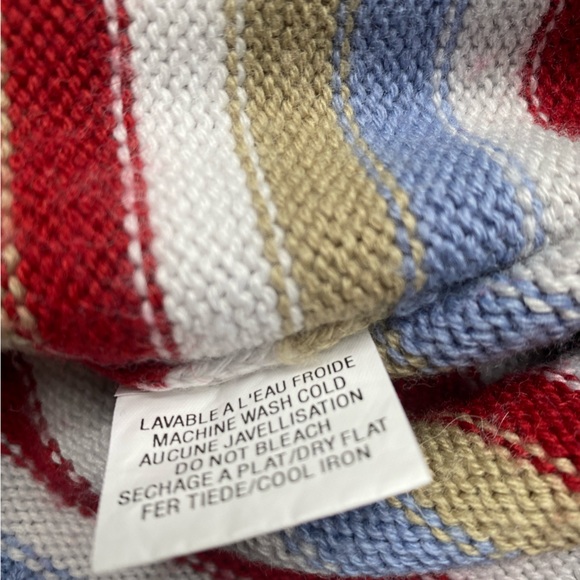 LAVABLE A L'EAU FROIDE
MACHINE WASH COLD
AUCUNE JAVELLISATION
DO NOT BLEACH
SECHAGE A PLAT/DRY FLAT
FER TIEDE/COOL IRON